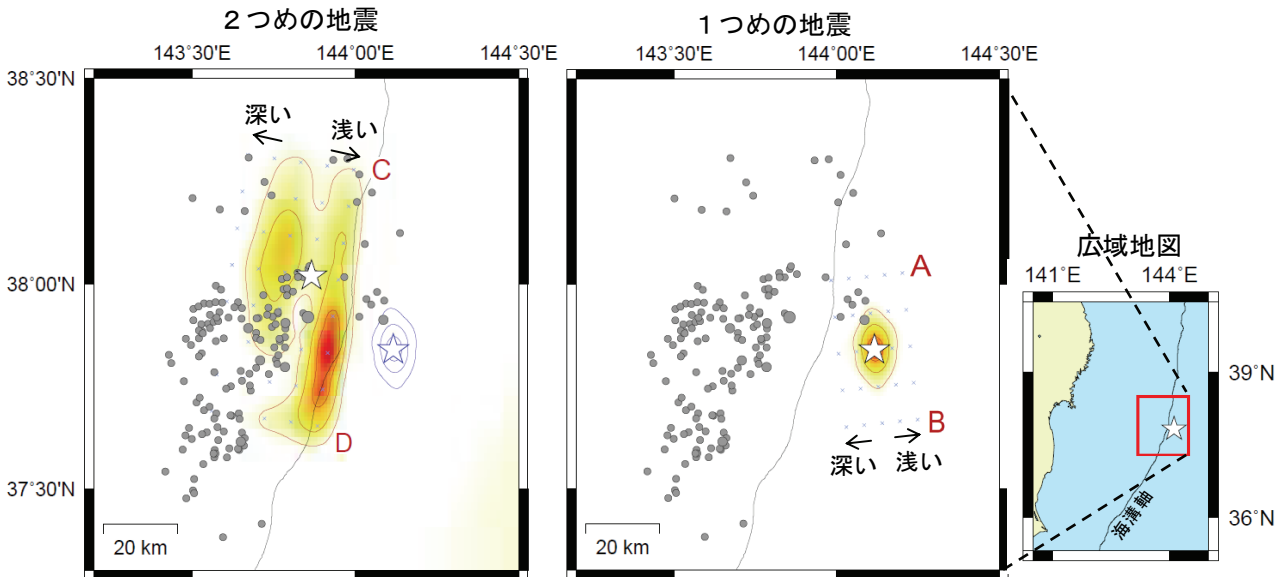 2つめの地震
143°30'E
144°00'E
144°30'E
38°30'N
38°00'N
37°30'N
深い
浅い
C
D
20 km
1つめの地震
143°30'E
144°00'E
144°30'E
A
B
深い
浅い
20 km
広域地図
141°E
144°E
39°N
36°N
海溝軸